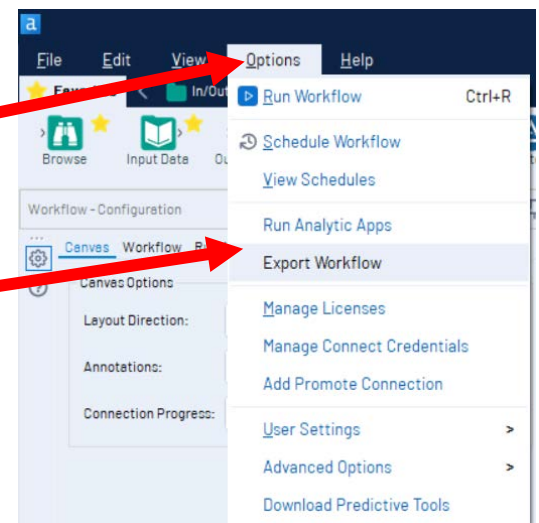 a
File Edit View Options Help
In/Out
Run Workflow Ctrl+R
Browse Input Data
Schedule Workflow
View Schedules
Workflow - Configuration
Run Analytic Apps
Canvas Workflow
Export Workflow
Canvas Options
Layout Direction:
Manage Licenses
Manage Connect Credentials
Annotations:
Add Promote Connection
Connection Progress:
User Settings >
Advanced Options >
Download Predictive Tools